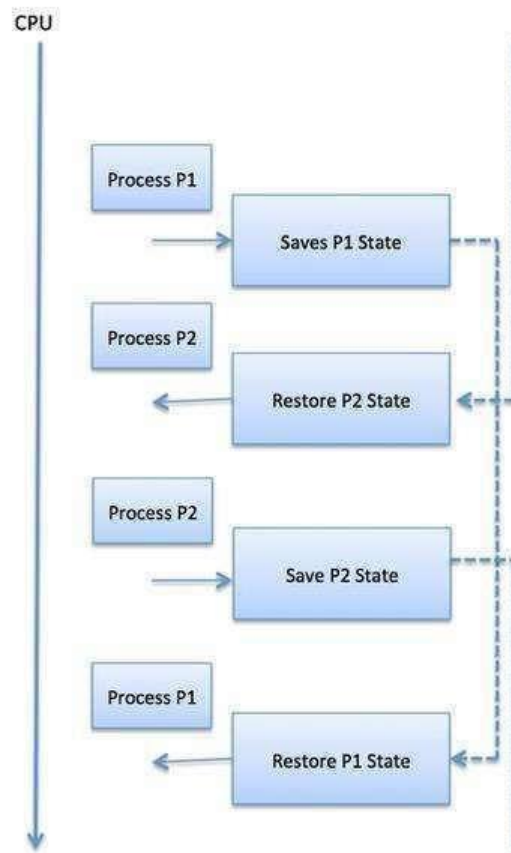 CPU
Process P1
Saves P1 State
Process P2
Restore P2 State
Process P2
Save P2 State
Process P1
Restore P1 State